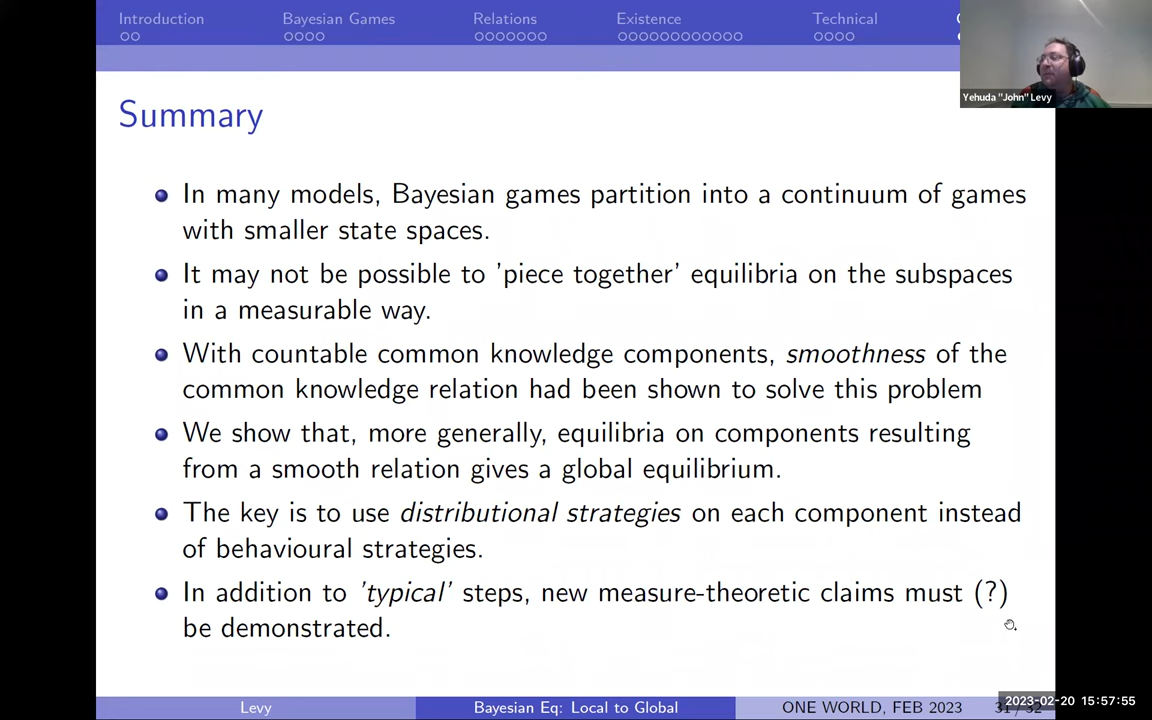 Introduction Bayesian Games Relations Existence Technical
Yehuda "John" Levy
Summary
In many models, Bayesian games partition into a continuum of games
with smaller state spaces.
It may not be possible to 'piece together' equilibria on the subspaces
in a measurable way.
With countable common knowledge components, smoothness of the
common knowledge relation had been shown to solve this problem
We show that, more generally, equilibria on components resulting
from a smooth relation gives a global equilibrium.
The key is to use distributional strategies on each component instead
of behavioural strategies.
In addition to 'typical' steps, new measure-theoretic claims must (?)
be demonstrated.
Levy Bayesian Eq: Local to Global ONE WORLD, FEB 2023
2023-02-20 15:57:55